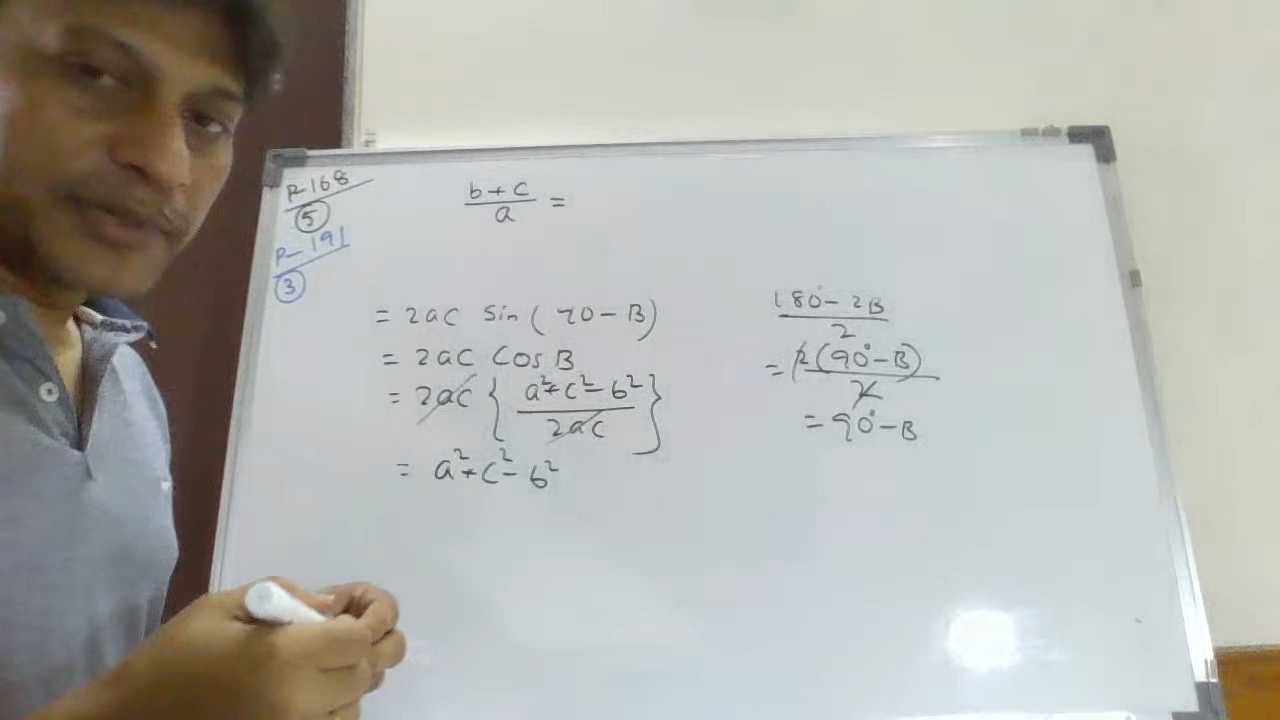 P-168
5
P-191
3
b+c/a =
= 2ac Sin(90-B)
= 2ac Cos B
= 2ac { a²+c²-b² / 2ac }
= a²+c²-b²
180°-2B / 2
= 2(90°-B) / 2
= 90°-B